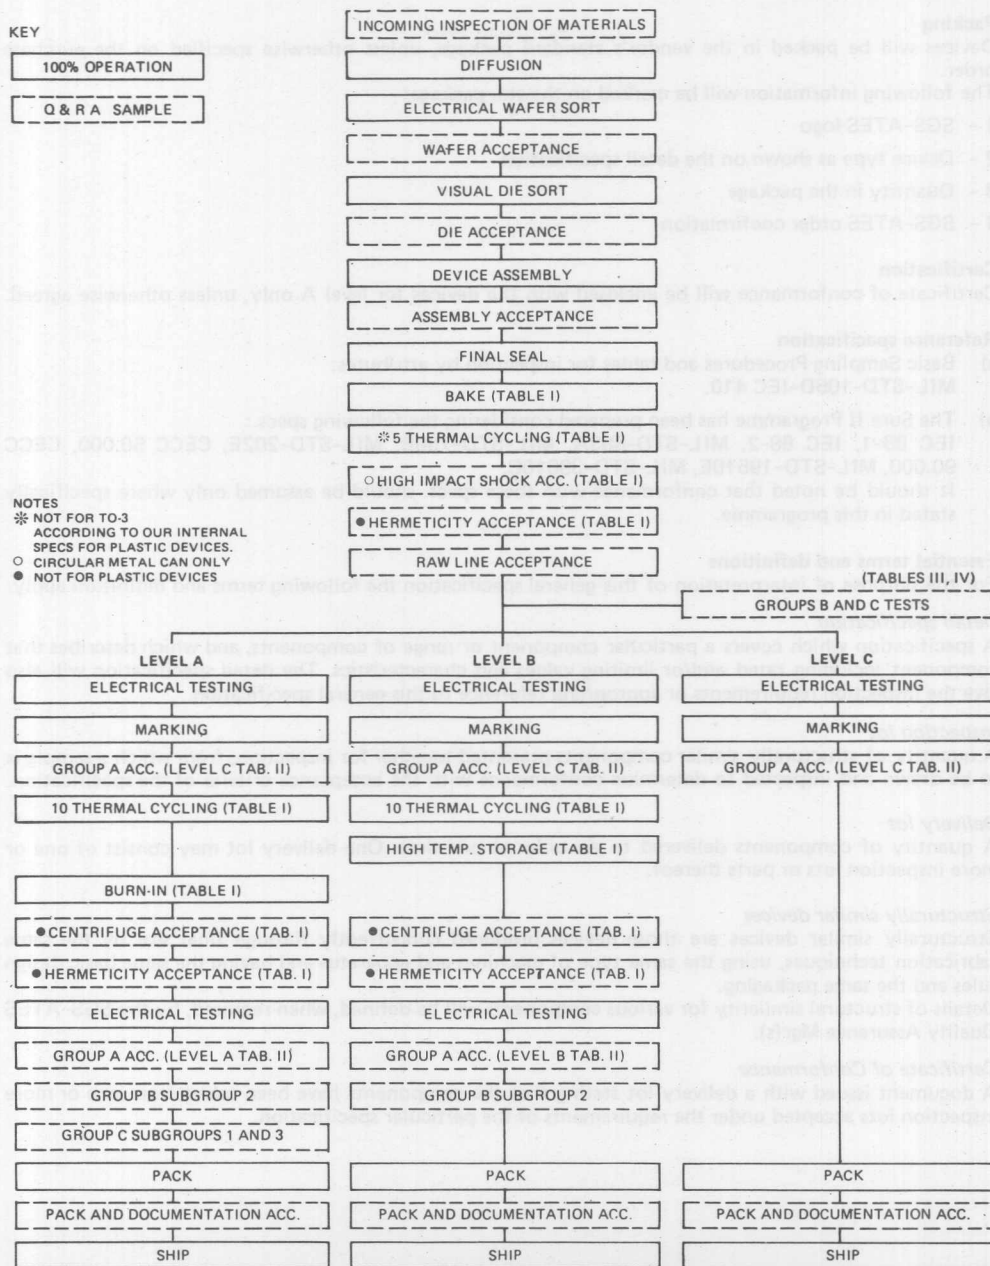 KEY
100% OPERATION
Q & R A SAMPLE
INCOMING INSPECTION OF MATERIALS
DIFFUSION
ELECTRICAL WAFER SORT
WAFER ACCEPTANCE
VISUAL DIE SORT
DIE ACCEPTANCE
DEVICE ASSEMBLY
ASSEMBLY ACCEPTANCE
FINAL SEAL
BAKE (TABLE I)
※5 THERMAL CYCLING (TABLE I)
○HIGH IMPACT SHOCK ACC. (TABLE I)
●HERMETICITY ACCEPTANCE (TABLE I)
RAW LINE ACCEPTANCE
NOTES
※ NOT FOR TO-3
ACCORDING TO OUR INTERNAL
SPECS FOR PLASTIC DEVICES.
○ CIRCULAR METAL CAN ONLY
● NOT FOR PLASTIC DEVICES
(TABLES III, IV)
GROUPS B AND C TESTS
LEVEL A
ELECTRICAL TESTING
MARKING
GROUP A ACC. (LEVEL C TAB. II)
10 THERMAL CYCLING (TABLE I)
BURN-IN (TABLE I)
●CENTRIFUGE ACCEPTANCE (TAB. I)
●HERMETICITY ACCEPTANCE (TAB. I)
ELECTRICAL TESTING
GROUP A ACC. (LEVEL A TAB. II)
GROUP B SUBGROUP 2
GROUP C SUBGROUPS 1 AND 3
PACK
PACK AND DOCUMENTATION ACC.
SHIP
LEVEL B
ELECTRICAL TESTING
MARKING
GROUP A ACC. (LEVEL C TAB. II)
10 THERMAL CYCLING (TABLE I)
HIGH TEMP. STORAGE (TABLE I)
●CENTRIFUGE ACCEPTANCE (TAB. I)
●HERMETICITY ACCEPTANCE (TAB. I)
ELECTRICAL TESTING
GROUP A ACC. (LEVEL B TAB. II)
GROUP B SUBGROUP 2
PACK
PACK AND DOCUMENTATION ACC.
SHIP
LEVEL C
ELECTRICAL TESTING
MARKING
GROUP A ACC. (LEVEL C TAB. II)
PACK
PACK AND DOCUMENTATION ACC.
SHIP